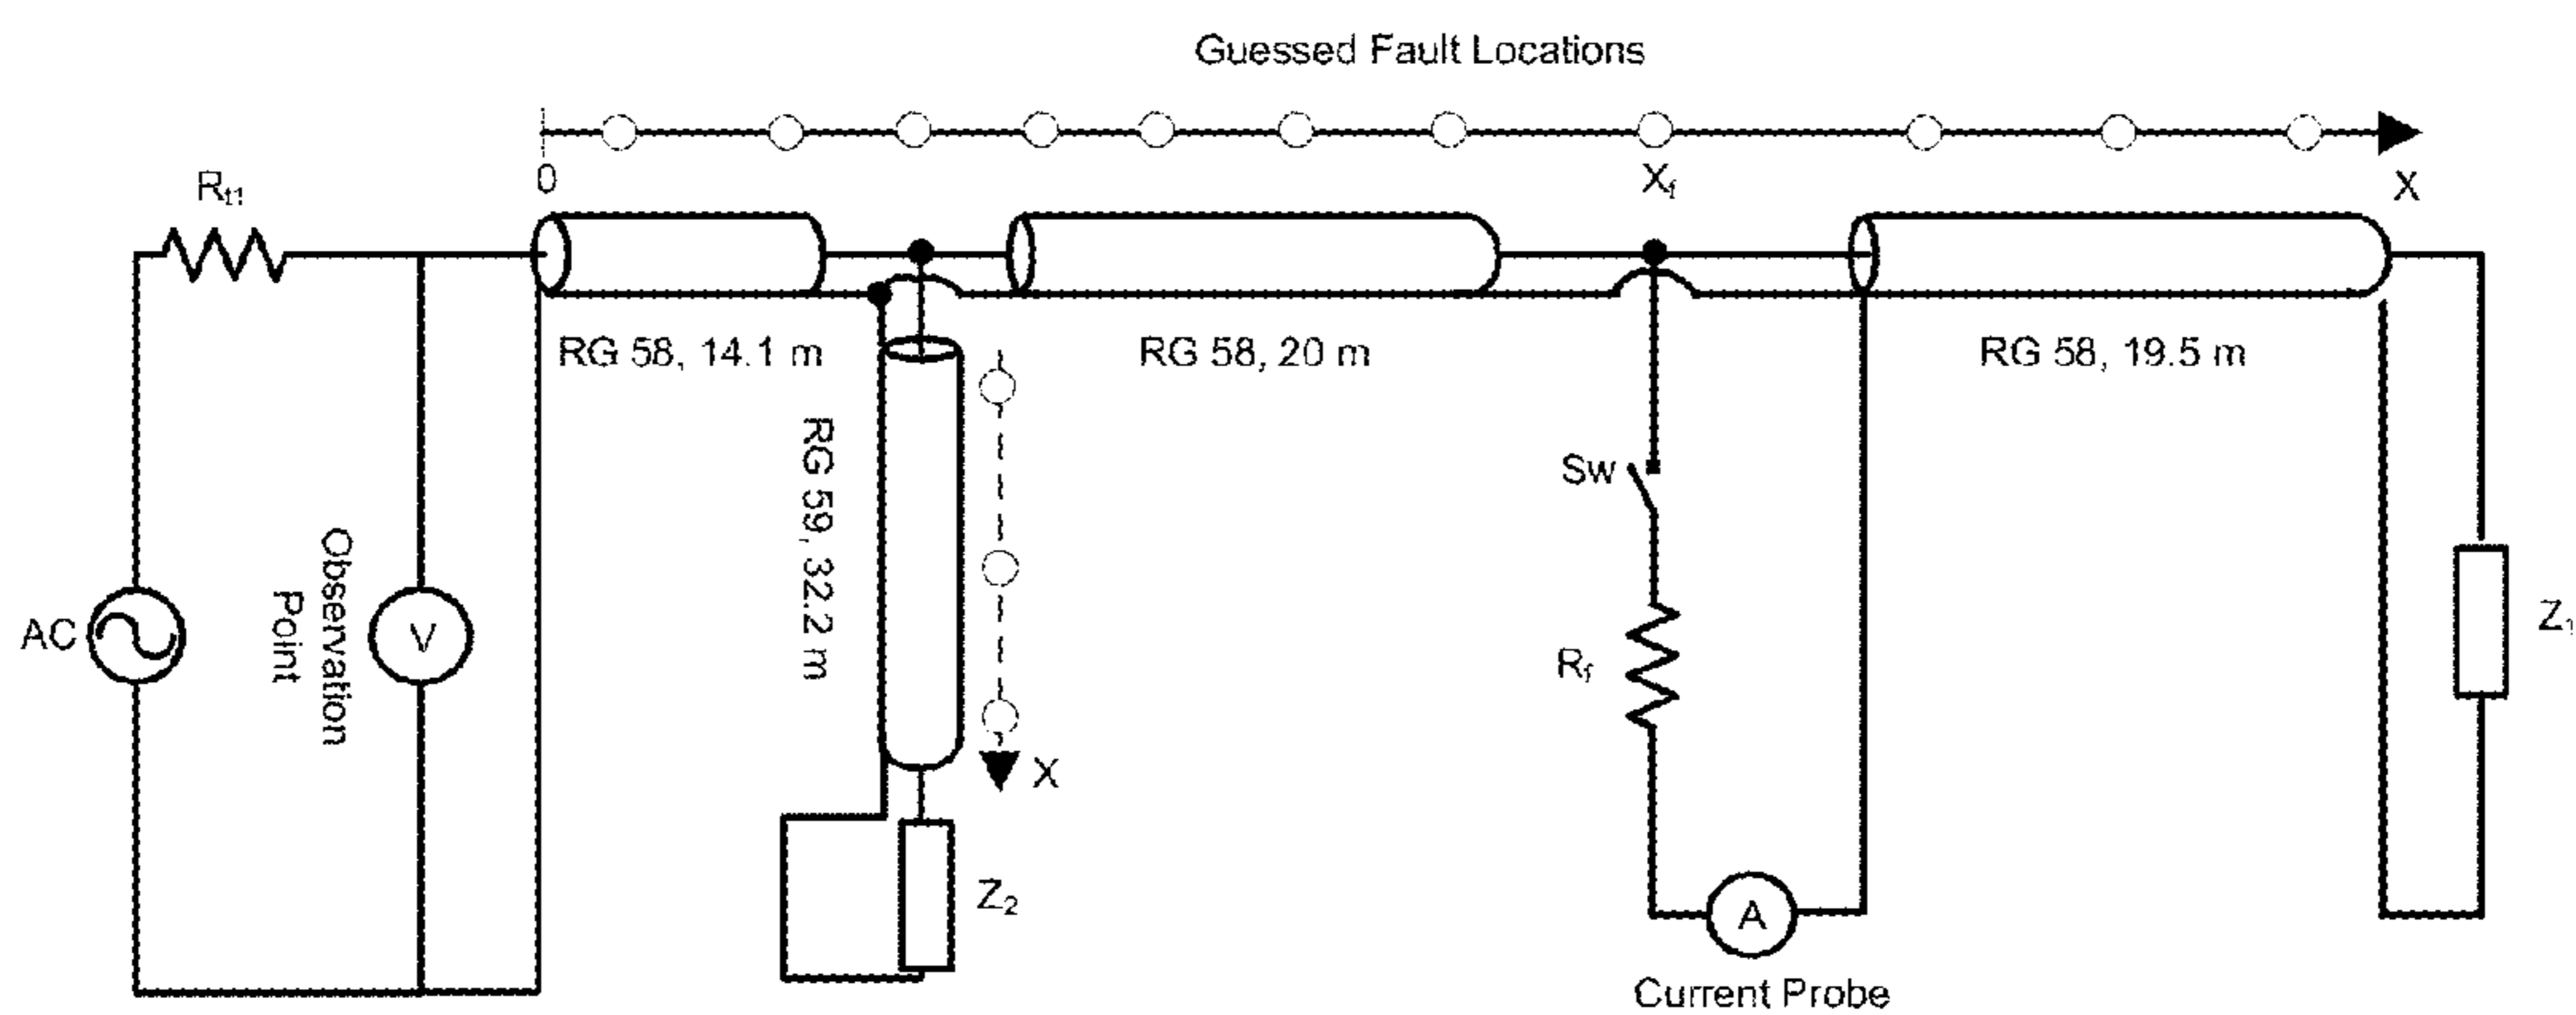 Guessed Fault Locations
0
X
Xf
Rt1
RG 58, 14.1 m
RG 58, 20 m
RG 58, 19.5 m
RG 59, 32.2 m
Sw
Observation
Point
AC
V
Rf
Z1
X
Z2
A
Current Probe